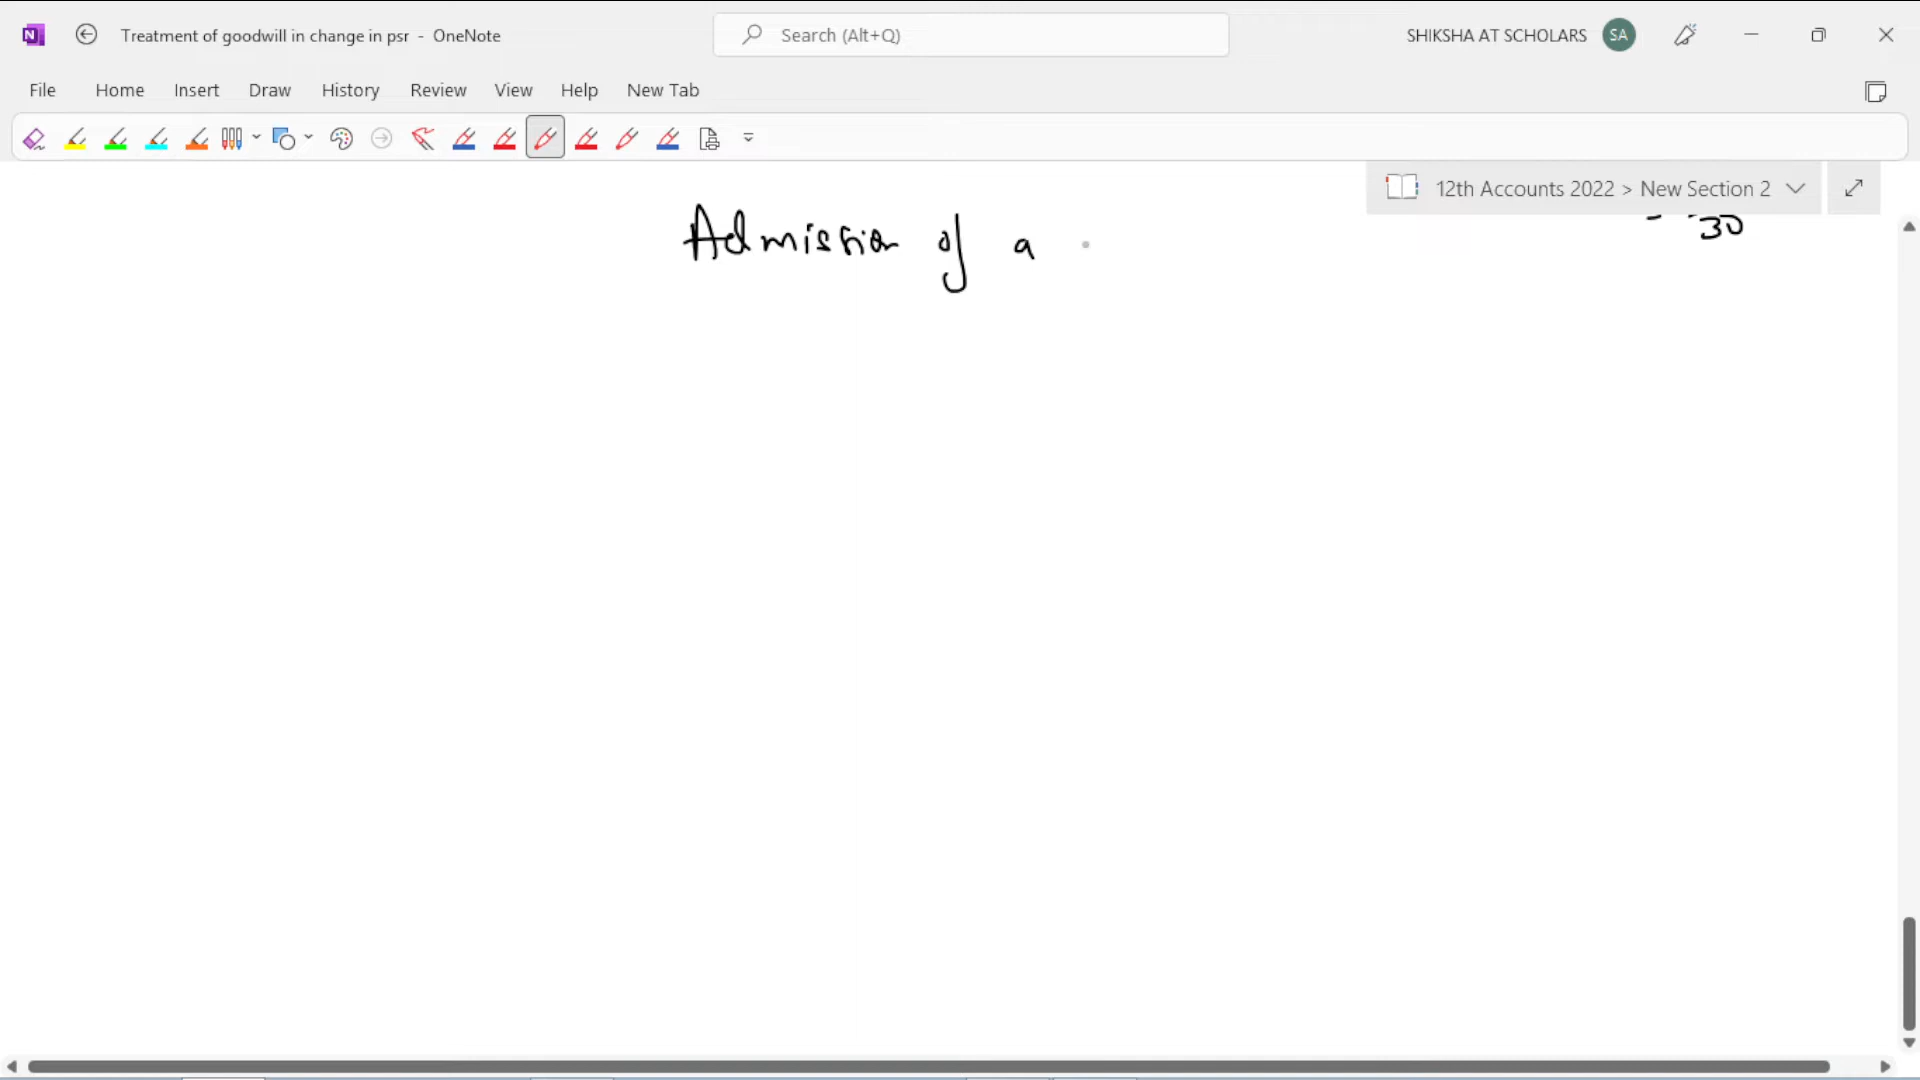 Treatment of goodwill in change in psr - OneNote
Search (Alt+Q)
SHIKSHA AT SCHOLARS SA
File Home Insert Draw History Review View Help New Tab
12th Accounts 2022 > New Section 2
30
Admission of a